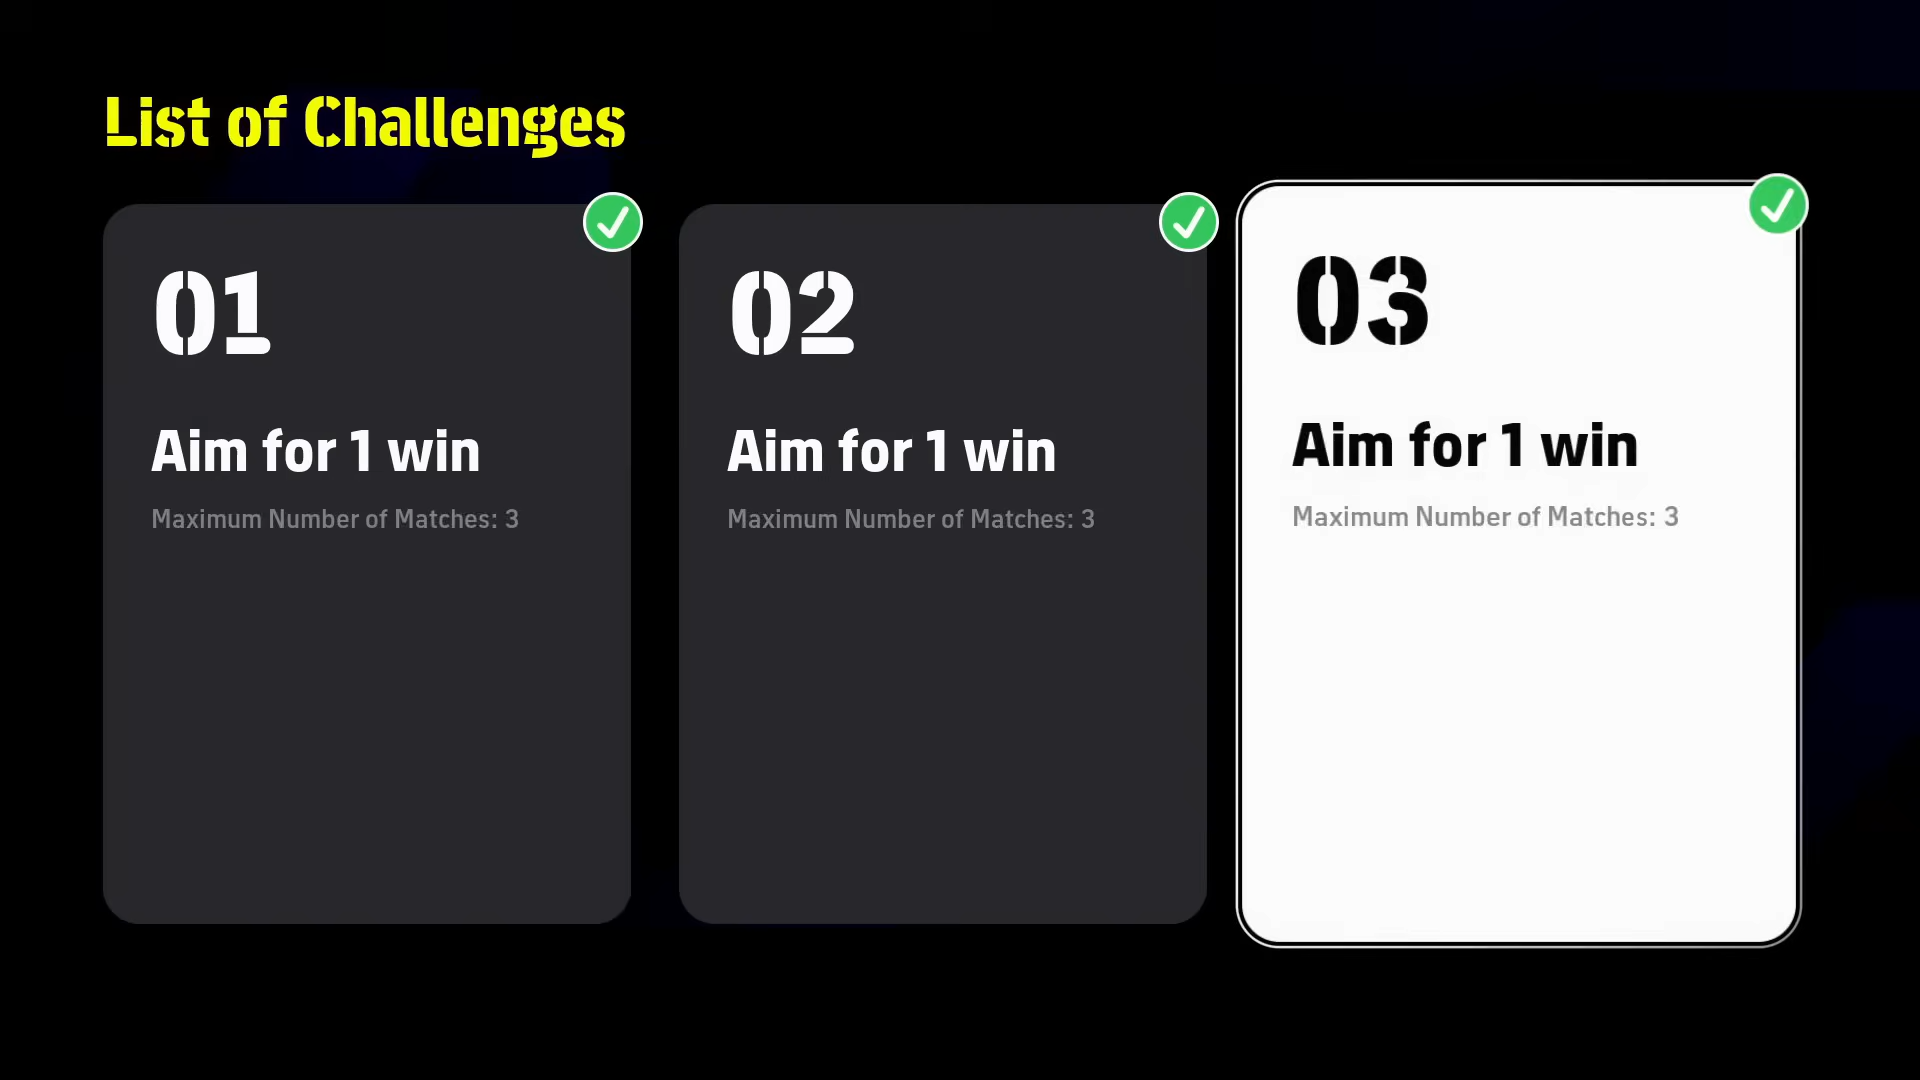 List of Challenges
01
Aim for 1 win
Maximum Number of Matches: 3
02
Aim for 1 win
Maximum Number of Matches: 3
03
Aim for 1 win
Maximum Number of Matches: 3